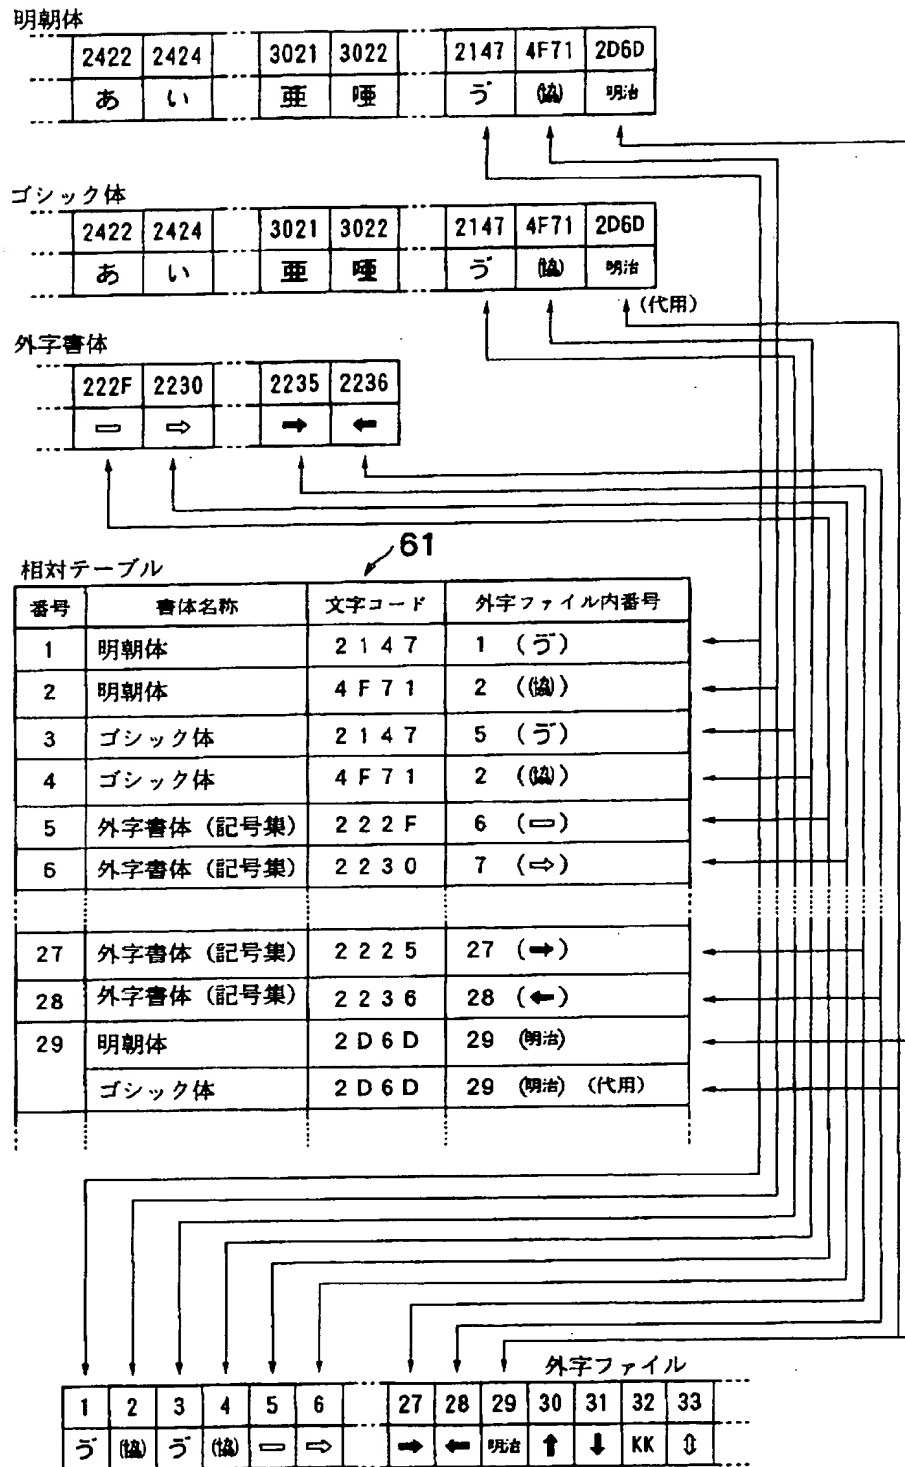 明朝体
2422 2424 3021 3022 2147 4F71 2D6D
あ い 亜 唖 う゛ ㈿ 明治
ゴシック体
2422 2424 3021 3022 2147 4F71 2D6D
あ い 亜 唖 う゛ ㈿ 明治
(代用)
外字書体
222F 2230 2235 2236
▭ ⇨ ➡ ⬅
61
相対テーブル
番号 書体名称 文字コード 外字ファイル内番号
1 明朝体 2147 1 (う゛)
2 明朝体 4F71 2 (㈿)
3 ゴシック体 2147 5 (う゛)
4 ゴシック体 4F71 2 (㈿)
5 外字書体 (記号集) 222F 6 (▭)
6 外字書体 (記号集) 2230 7 (⇨)
27 外字書体 (記号集) 2225 27 (➡)
28 外字書体 (記号集) 2236 28 (⬅)
29 明朝体 2D6D 29 (明治)
ゴシック体 2D6D 29 (明治) (代用)
外字ファイル
1 2 3 4 5 6 27 28 29 30 31 32 33
う゛ ㈿ う゛ ㈿ ▭ ⇨ ➡ ⬅ 明治 ⬆ ⬇ KK ⇳